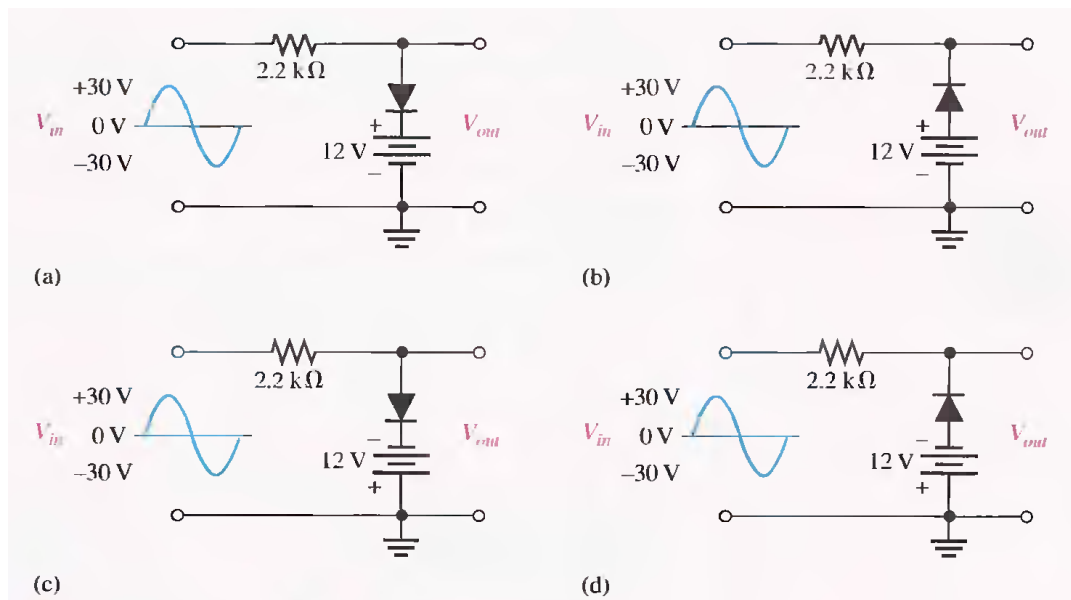 2.2 kΩ
+30 V
V_in
0 V
–30 V
+
12 V
–
V_out
(a)
2.2 kΩ
+30 V
V_in
0 V
–30 V
+
12 V
–
V_out
(b)
2.2 kΩ
+30 V
V_in
0 V
–30 V
–
12 V
+
V_out
(c)
2.2 kΩ
+30 V
V_in
0 V
–30 V
–
12 V
+
V_out
(d)